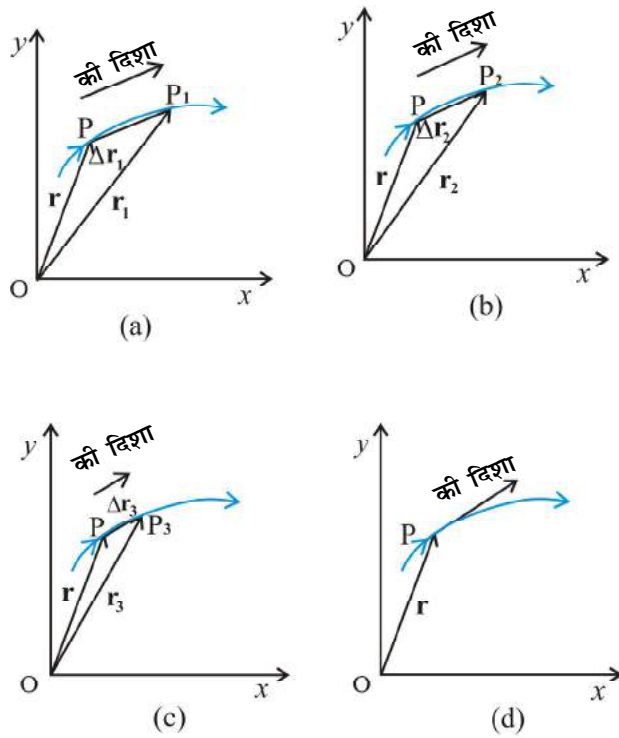 y
की दिशा
P
P₁
Δr₁
r
r₁
O
x
(a)
y
की दिशा
P
P₂
Δr₂
r
r₂
O
x
(b)
y
की दिशा
Δr₃
P
P₃
r
r₃
O
x
(c)
y
की दिशा
P
r
O
x
(d)